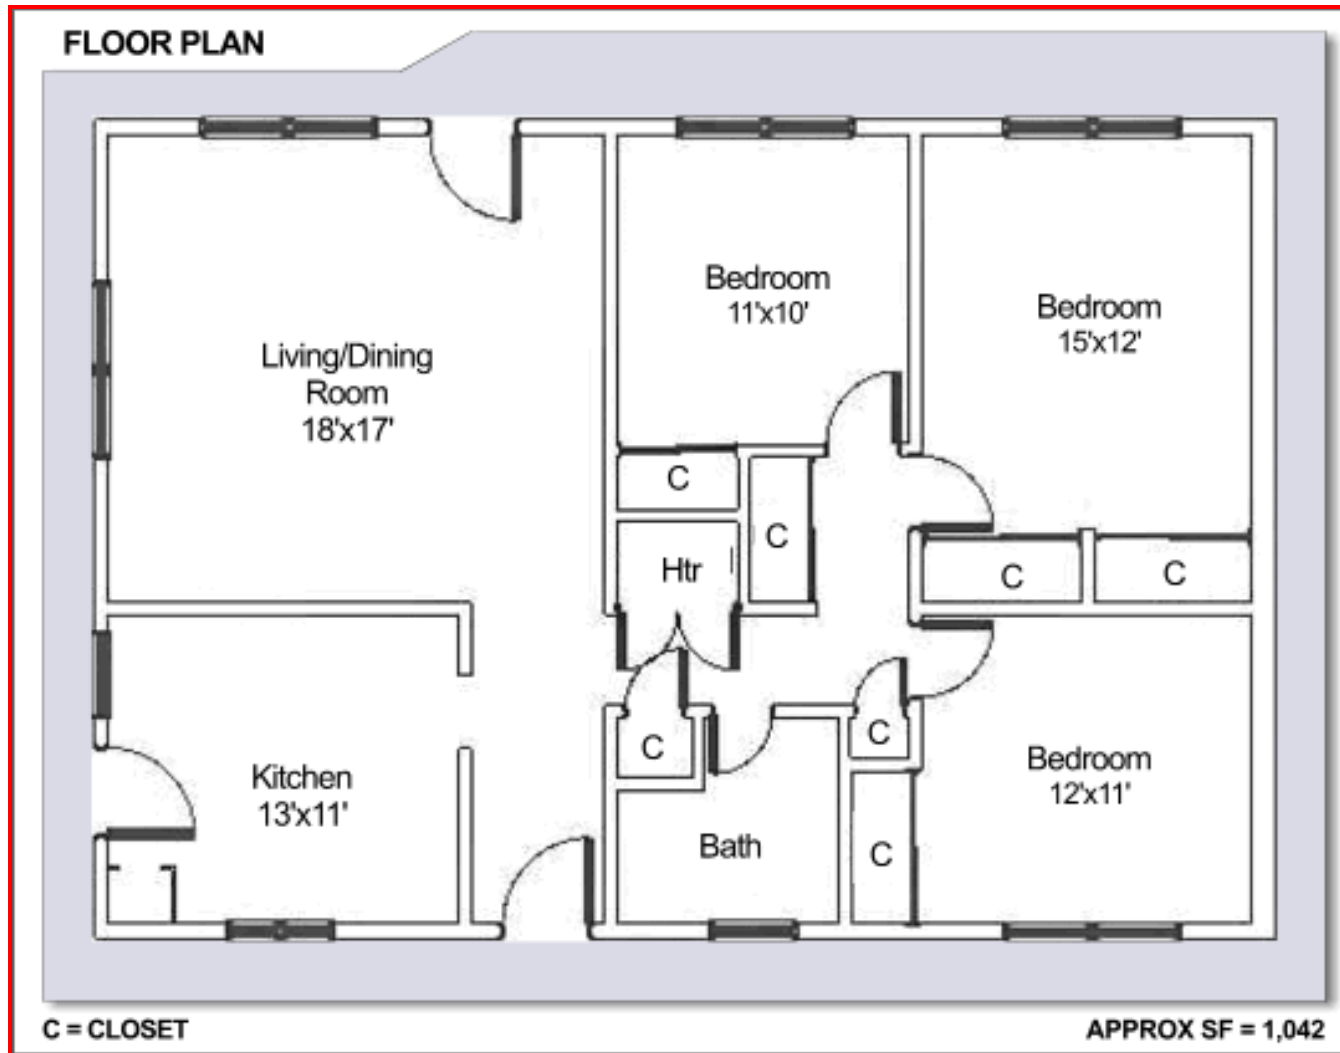 FLOOR PLAN
Bedroom
11'x10'
Bedroom
15'x12'
Living/Dining
Room
18'x17'
C
C
Htr
C
C
C
C
Kitchen
13'x11'
Bedroom
12'x11'
Bath
C
C = CLOSET
APPROX SF = 1,042